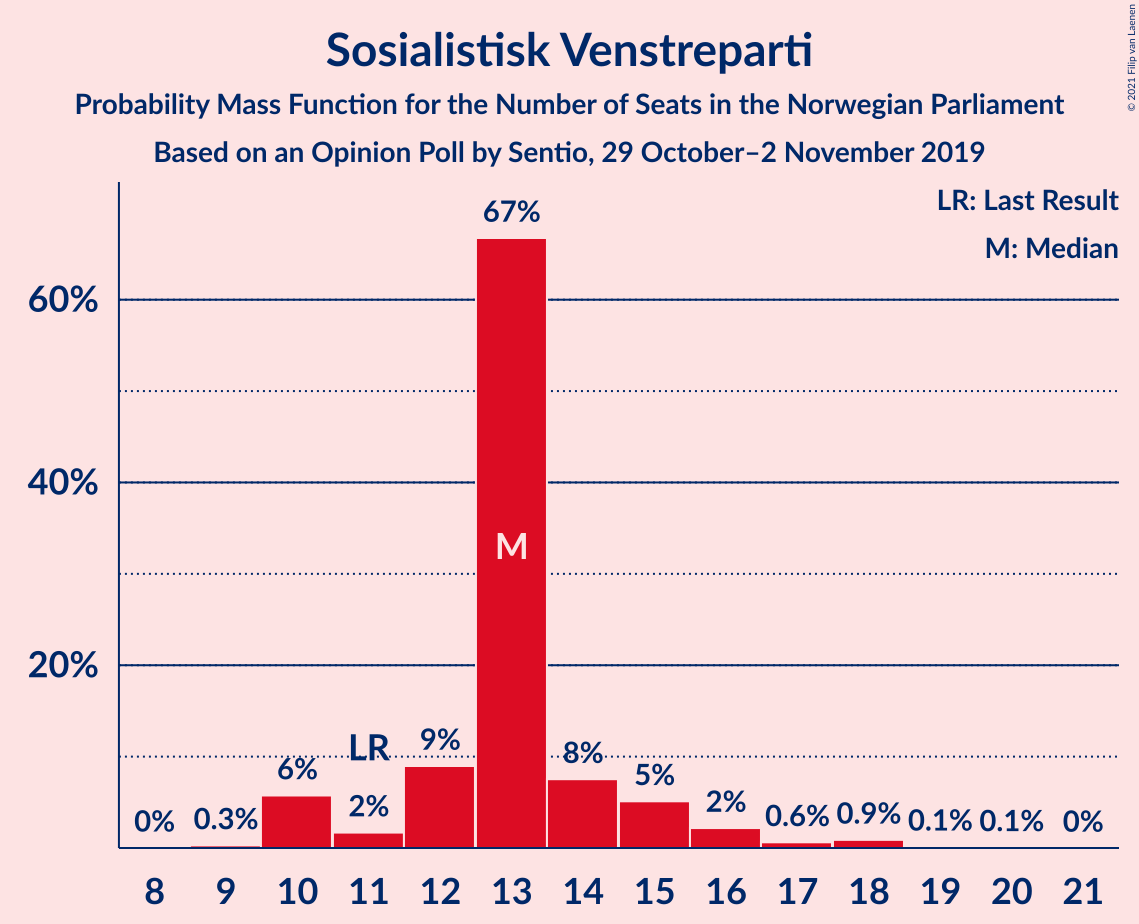 Sosialistisk Venstreparti
Probability Mass Function for the Number of Seats in the Norwegian Parliament
Based on an Opinion Poll by Sentio, 29 October–2 November 2019
© 2021 Filip van Laenen
LR: Last Result
M: Median
60%
40%
20%
0%
0.3%
6%
LR
2%
9%
67%
M
8%
5%
2%
0.6%
0.9%
0.1%
0.1%
0%
8 9 10 11 12 13 14 15 16 17 18 19 20 21